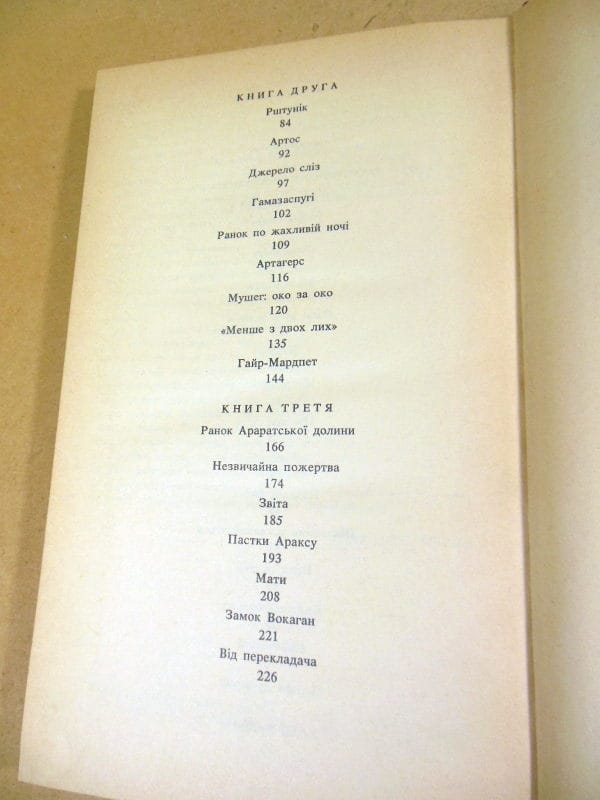 КНИГА ДРУГА
Рштунік
84
Артос
92
Джерело сліз
97
Гамазаспугі
102
Ранок по жахливій ночі
109
Артагерс
116
Мушег: око за око
120
«Менше з двох лих»
135
Гайр-Мардпет
144
КНИГА ТРЕТЯ
Ранок Араратської долини
166
Незвичайна пожертва
174
Звіта
185
Пастки Араксу
193
Мати
208
Замок Вокаган
221
Від перекладача
226